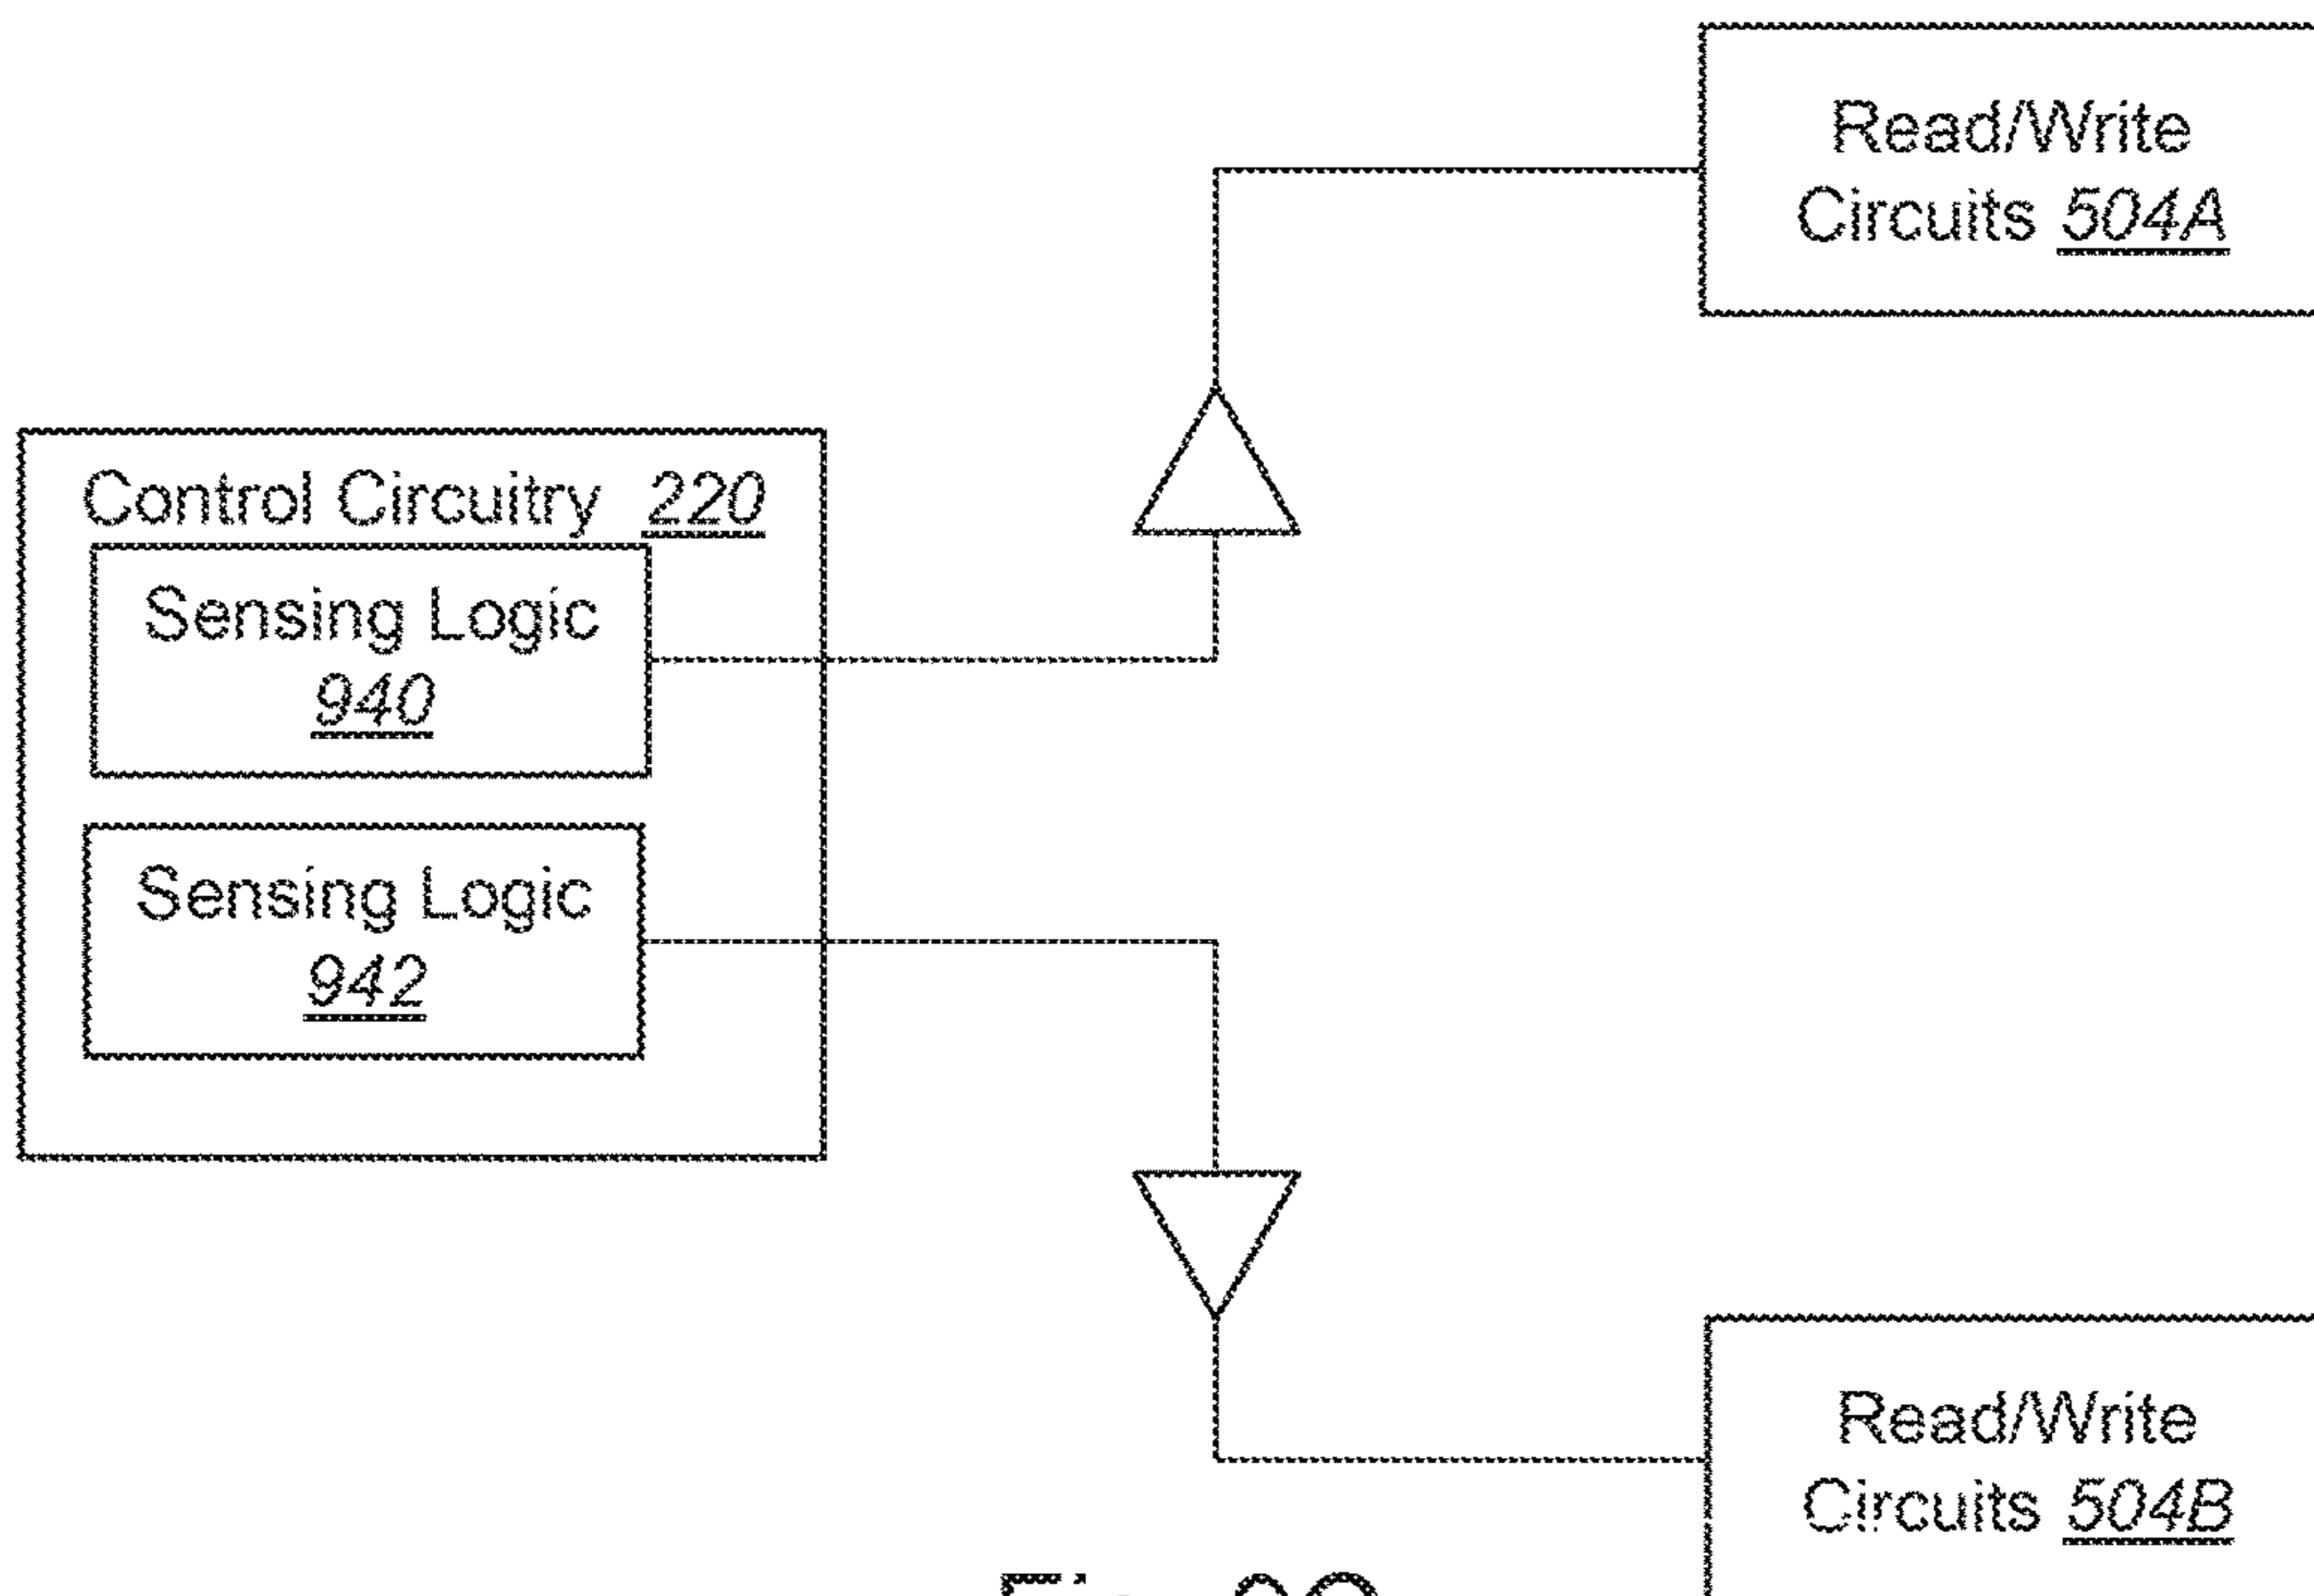 Read/Write
Circuits 504A
Control Circuitry 220
Sensing Logic
940
Sensing Logic
942
Read/Write
Circuits 504B